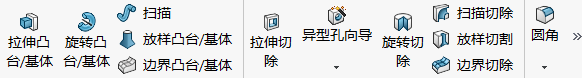 拉伸凸
台/基体
旋转凸
台/基体
扫描
放样凸台/基体
边界凸台/基体
拉伸切
除
异型孔向导
旋转切
除
扫描切除
放样切割
边界切除
圆角
»